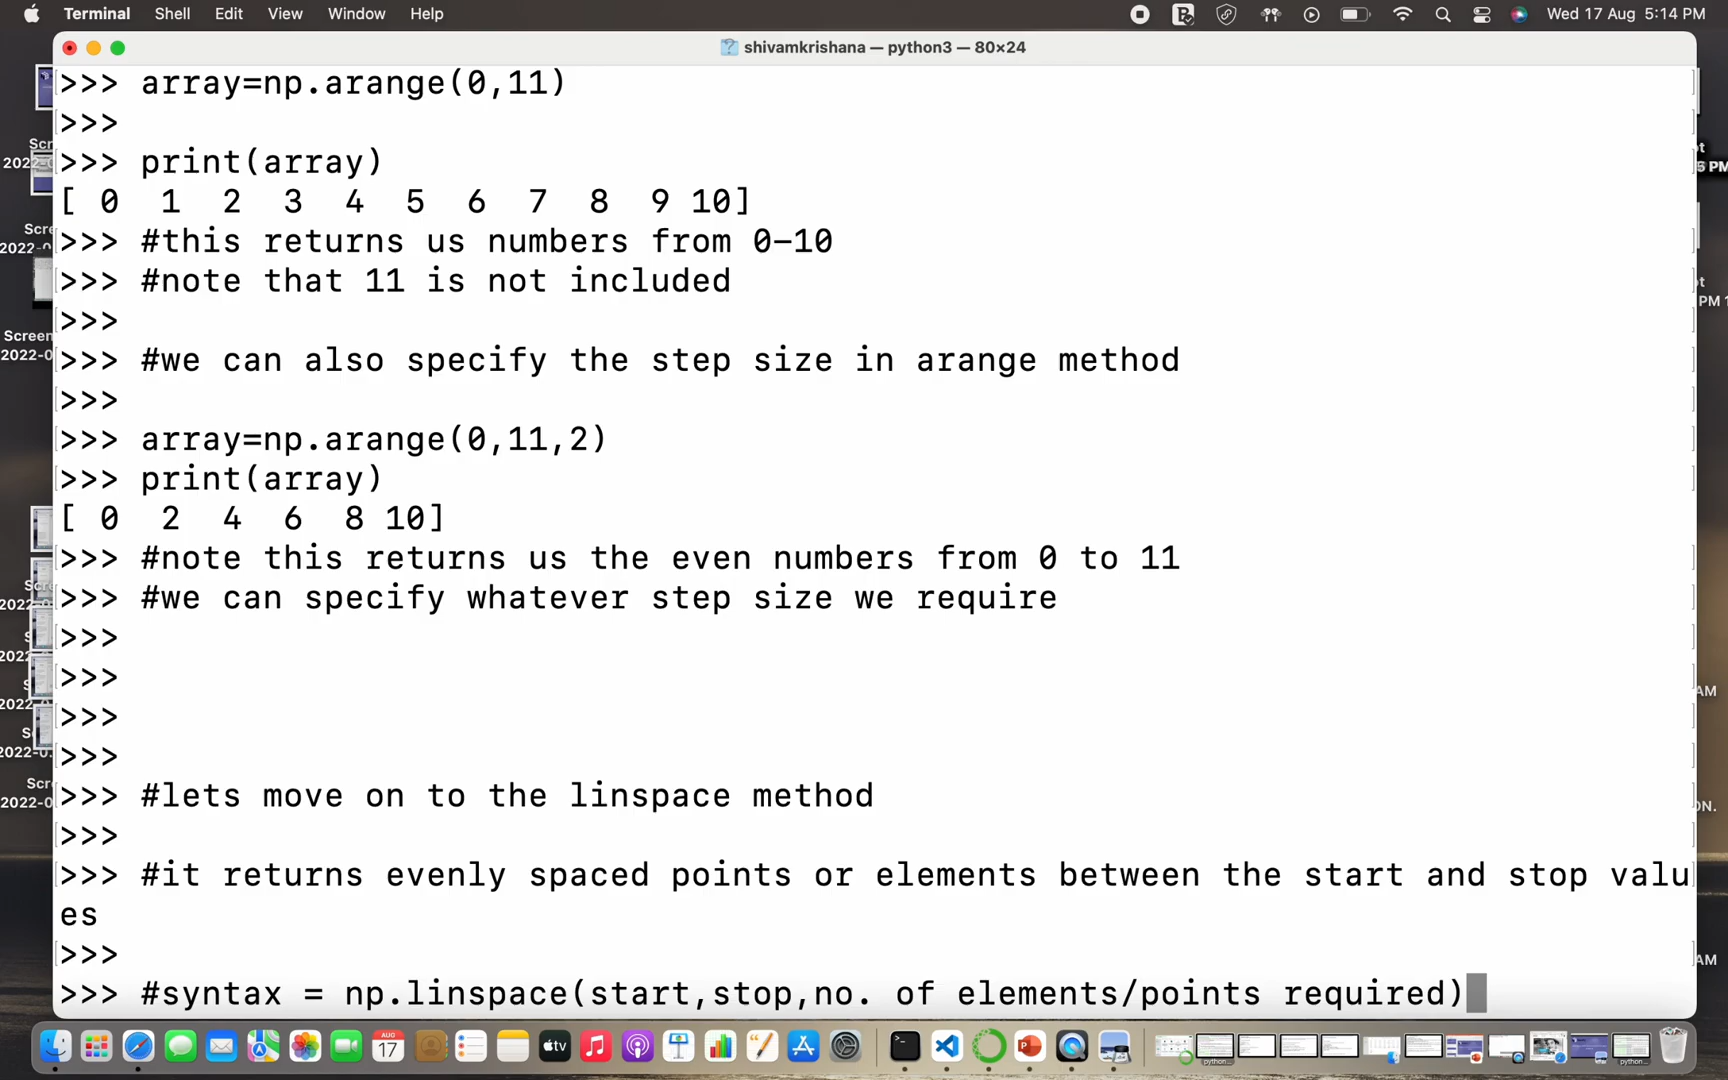 Terminal Shell Edit View Window Help Wed 17 Aug 5:14 PM
shivamkrishana — python3 — 80×24
>>> array=np.arange(0,11)
>>>
>>> print(array)
[ 0 1 2 3 4 5 6 7 8 9 10]
>>> #this returns us numbers from 0-10
>>> #note that 11 is not included
>>>
>>> #we can also specify the step size in arange method
>>>
>>> array=np.arange(0,11,2)
>>> print(array)
[ 0 2 4 6 8 10]
>>> #note this returns us the even numbers from 0 to 11
>>> #we can specify whatever step size we require
>>>
>>>
>>>
>>>
>>> #lets move on to the linspace method
>>>
>>> #it returns evenly spaced points or elements between the start and stop valu
es
>>>
>>> #syntax = np.linspace(start,stop,no. of elements/points required)
AUG
17
tv